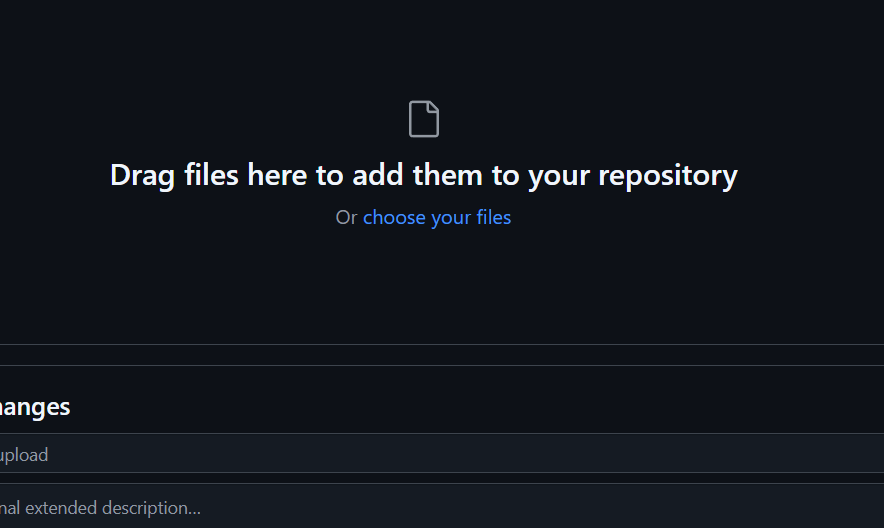 Drag files here to add them to your repository
Or choose your files
hanges
upload
nal extended description...